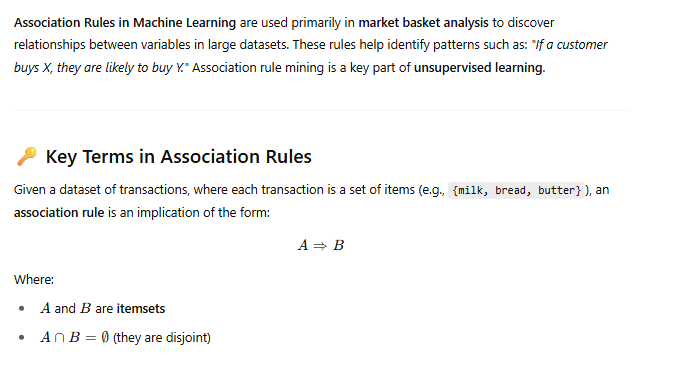 Association Rules in Machine Learning are used primarily in market basket analysis to discover
relationships between variables in large datasets. These rules help identify patterns such as: "If a customer
buys X, they are likely to buy Y." Association rule mining is a key part of unsupervised learning.
🔑 Key Terms in Association Rules
Given a dataset of transactions, where each transaction is a set of items (e.g., {milk, bread, butter}), an
association rule is an implication of the form:
A ⇒ B
Where:
• A and B are itemsets
• A ∩ B = ∅ (they are disjoint)